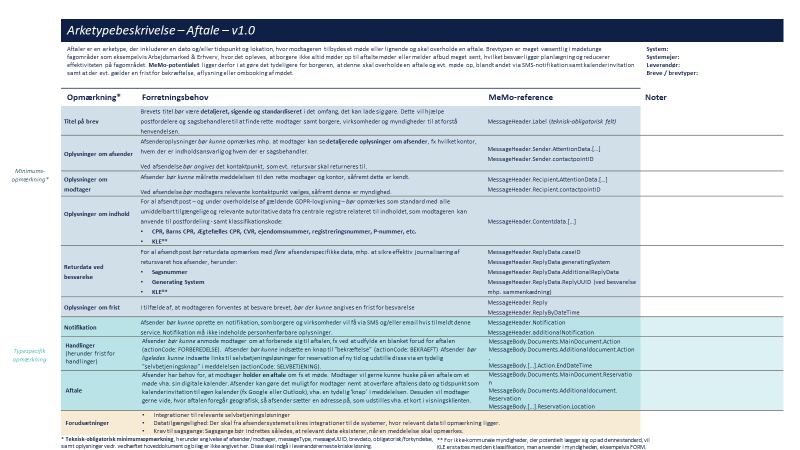 Arketypebeskrivelse – Aftale – v1.0
Aftaler er en arketype, der inkluderer en dato og/eller tidspunkt og lokation, hvor modtageren tilbydes et møde eller lignende og skal overholde en aftale. Brevtypen er meget væsentlig i mødetunge
fagområder som eksempelvis Arbejdsmarked & Erhverv, hvor det opleves, at borgere ikke altid møder op til aftalte møder eller melder afbud meget sent, hvilket besværliggør planlægning og reducerer
effektiviteten på fagområdet. MeMo-potentialet ligger derfor i at gøre det tydeligere for borgeren, at denne skal overholde en aftale og evt. møde op, blandt andet via SMS-notifikation samt kalenderinvitation
samt at der evt. gælder en frist for bekræftelse, aflysning eller ombooking af mødet.
System:
Systemejer:
Leverandør:
Breve / brevtyper:
Opmærkning* Forretningsbehov MeMo-reference Noter
Minimums-
opmærkning*
Titel på brev
Brevets titel bør være detaljeret, sigende og standardiseret i det omfang, det kan lade sig gøre. Dette vil hjælpe
postfordelere og sagsbehandlere til at finde rette modtager samt borgere, virksomheder og myndigheder til at forstå
henvendelsen.
MessageHeader.Label (teknisk-obligatorisk felt)
Oplysninger om afsender
Afsenderoplysninger bør kunne opmærkes mhp. at modtager kan se detaljerede oplysninger om afsender, fx hvilket kontor,
hvem der er indholdsansvarlig og hvem der er sagsbehandler.
Ved afsendelse bør angives det kontaktpunkt, som evt. retursvar skal returneres til.
MessageHeader.Sender.AttentionData.[...]
MessageHeader.Sender.contactpointID
Oplysninger om
modtager
Afsender bør kunne målrette meddelelsen til den rette modtager og kontor, såfremt dette er kendt.
Ved afsendelse bør modtagers relevante kontaktpunkt vælges, såfremt denne er myndighed.
MessageHeader.Recipient.AttentionData.[...]
MessageHeader.Recipient.contactpointID
Oplysninger om indhold
For al afsendt post – og under overholdelse af gældende GDPR-lovgivning – bør opmærkes som standard med alle
umiddelbart tilgængelige og relevante autoritative data fra centrale registre relateret til indholdet, som modtageren kan
anvende til postfordeling - samt klassifikationskode:
• CPR, Barns CPR, Ægtefælles CPR, CVR, ejendomsnummer, registreringsnummer, P-nummer, etc.
• KLE**
MessageHeader.Contentdata.[...]
Returdata ved
besvarelse
For al afsendt post bør returdata opmærkes med flere afsenderspecifikke data, mhp. at sikre effektiv journalisering af
retursvaret hos afsender, herunder:
• Sagsnummer
• Generating System
• KLE**
MessageHeader.ReplyData.caseID
MessageHeader.ReplyData.generatingSystem
MessageHeader.ReplyData.AdditionalReplyData
MessageHeader.ReplyData.ReplyUUID (ved besvarelse
mhp. sammenkædning)
Oplysninger om frist
I tilfælde af, at modtageren forventes at besvare brevet, bør der kunne angives en frist for besvarelse
MessageHeader.Reply
MessageHeader.ReplyByDateTime
Typespecifik
opmærkning
Notifikation
Afsender bør kunne oprette en notifikation, som borgere og virksomheder vil få via SMS og/eller email hvis tilmeldt denne
service. Notifikation må ikke indeholde personhenførbare oplysninger.
MessageHeader.Notification
MessageHeader.additionalNotification
Handlinger
(herunder frist for
handlinger)
Afsender bør kunne anmode modtager om at forberede sig til aftalen, fx ved at udfylde en blanket forud for aftalen
(actionCode: FORBEREDELSE). Afsender bør kunne indsætte en knap til "bekræftelse" (actionCode: BEKRAFT) Afsender bør
ligeledes kunne indsætte links til selvbetjeningsløsninger for reservation af ny tid og udstille disse via en tydelig
"selvbetjening" knap i meddelelsen (actionCode: SELVBETJENING).
MessageBody.Documents.MainDocument.Action
MessageBody.Documents.Additionaldocument.Action
.
MessageBody.[...].Action.EndDateTime
Aftale
Afsender har behov for, at modtager holder en aftale om fx et møde. Modtager vil gerne kunne huske på en aftale om et
møde vha. sin digitale kalender. Afsender kan gøre det muligt for modtager nemt at overføre aftalens dato og tidspunkt som
kalenderinvitation til egen kalender (fx Google eller Outlook), vha. en tydelig 'knap' i meddelelsen. Desuden vil modtager
gerne vide, hvor aftalen foregår geografisk, så afsender sætter en adresse på, som udstilles vha. et kort i visningsklienten.
MessageBody.Documents.MainDocument.Reservatio
n
MessageBody.Documents.Additionaldocument.
Reservation
MessageBody.[...].Reservation.Location
Forudsætninger
• Integrationer til relevante selvbetjeningsløsninger
• Datatilgængelighed: Der skal fra afsendersystemet sikres integrationer til de systemer, hvor relevant data til opmærkning ligger.
• Krav til sagsgange: Sagsgange bør indrettes således, at relevant data eksisterer, når en meddelelse skal opmærkes.
* Teknisk-obligatorisk minimumsopmærkning, herunder angivelse af afsender/modtager, messageType, messageUUID, brevdato, obligatorisk/fortrydende,
samt oplysninger vedr. vedhæftet hoveddokument og bilag er ikke angivet her. Disse skal indgå i leverandørens tekniske løsning.
** For ikke-kommunale myndigheder, der potentielt lægger sig op ad denne standard, vil
KLE erstattes med den klassifikation, man anvender i myndigheden, eksempelvis FORM.